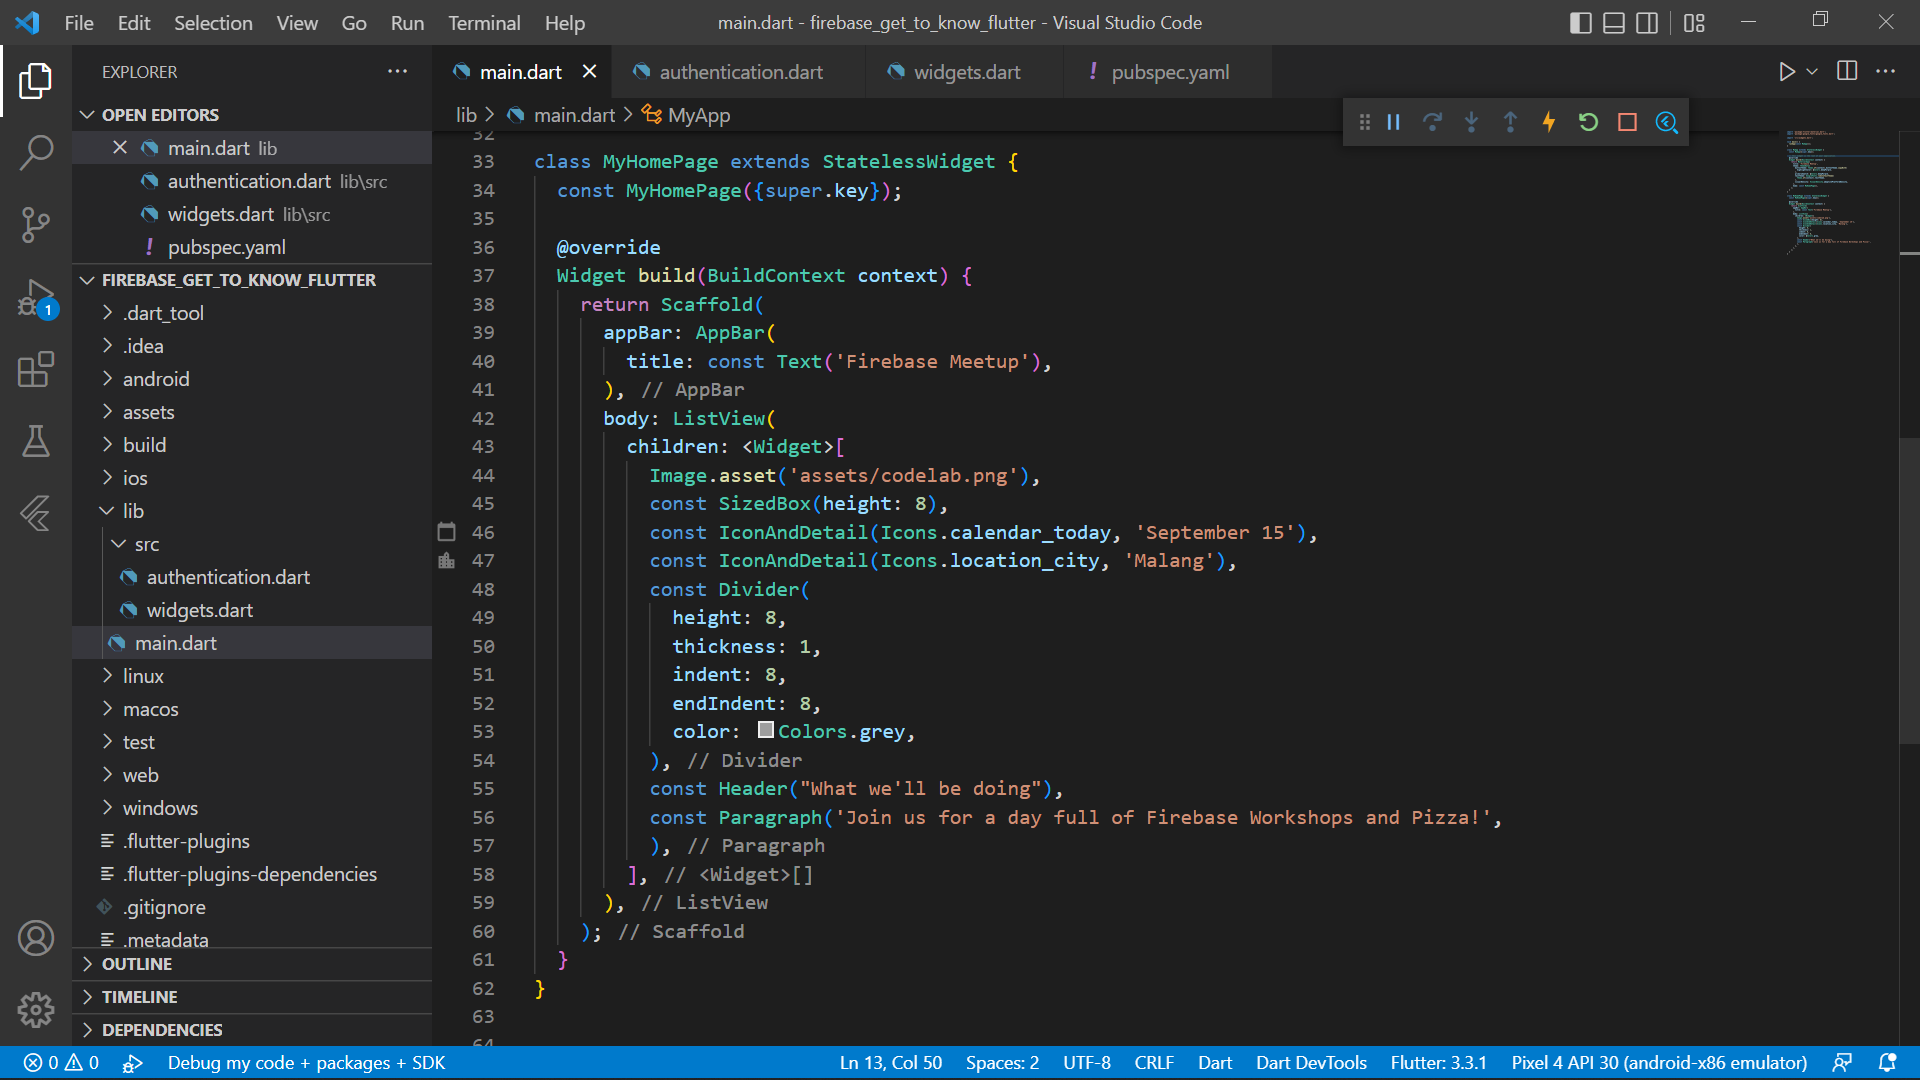 File Edit Selection View Go Run Terminal Help
main.dart - firebase_get_to_know_flutter - Visual Studio Code
EXPLORER
OPEN EDITORS
main.dart lib
authentication.dart lib\src
widgets.dart lib\src
! pubspec.yaml
FIREBASE_GET_TO_KNOW_FLUTTER
.dart_tool
.idea
android
assets
build
ios
lib
src
authentication.dart
widgets.dart
main.dart
linux
macos
test
web
windows
.flutter-plugins
.flutter-plugins-dependencies
.gitignore
.metadata
OUTLINE
TIMELINE
DEPENDENCIES
1
main.dart authentication.dart widgets.dart ! pubspec.yaml
lib > main.dart > MyApp
32
33 class MyHomePage extends StatelessWidget {
34 const MyHomePage({super.key});
35
36 @override
37 Widget build(BuildContext context) {
38 return Scaffold(
39 appBar: AppBar(
40 title: const Text('Firebase Meetup'),
41 ), // AppBar
42 body: ListView(
43 children: <Widget>[
44 Image.asset('assets/codelab.png'),
45 const SizedBox(height: 8),
46 const IconAndDetail(Icons.calendar_today, 'September 15'),
47 const IconAndDetail(Icons.location_city, 'Malang'),
48 const Divider(
49 height: 8,
50 thickness: 1,
51 indent: 8,
52 endIndent: 8,
53 color: Colors.grey,
54 ), // Divider
55 const Header("What we'll be doing"),
56 const Paragraph('Join us for a day full of Firebase Workshops and Pizza!',
57 ), // Paragraph
58 ], // <Widget>[]
59 ), // ListView
60 ); // Scaffold
61 }
62 }
63
64
0 0 Debug my code + packages + SDK
Ln 13, Col 50 Spaces: 2 UTF-8 CRLF Dart Dart DevTools Flutter: 3.3.1 Pixel 4 API 30 (android-x86 emulator)